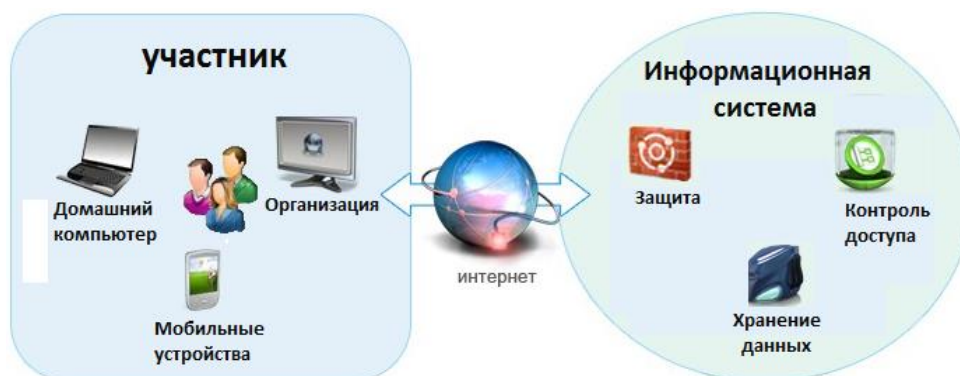 участник
Домашний
компьютер
Организация
Мобильные
устройства
интернет
Информационная
система
Защита
Контроль
доступа
Хранение
данных